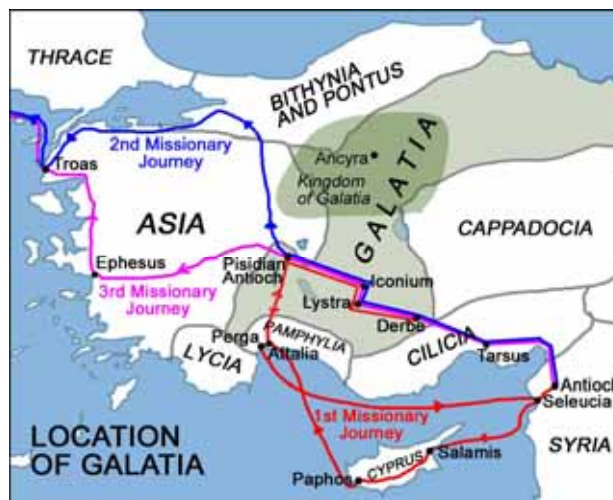 THRACE
BITHYNIA
AND PONTUS
2nd Missionary
Journey
Troas
Ancyra
Kingdom
of Galatia
GALATIA
ASIA
CAPPADOCIA
Ephesus
Pisidian
Antioch
3rd Missionary
Journey
Iconium
Lystra
Derbe
PAMPHYLIA
Perga
Attalia
LYCIA
CILICIA
Tarsus
Antioch
Seleucia
1st Missionary
Journey
LOCATION
OF GALATIA
SYRIA
Salamis
CYPRUS
Paphos